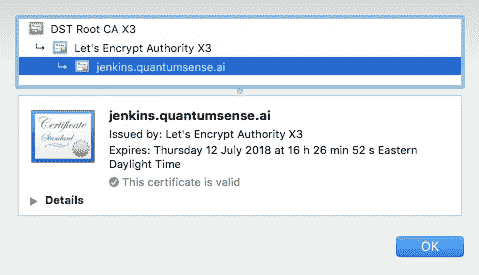 DST Root CA X3
Let's Encrypt Authority X3
jenkins.quantumsense.ai
Certificate
Standard
jenkins.quantumsense.ai
Issued by: Let's Encrypt Authority X3
Expires: Thursday 12 July 2018 at 16 h 26 min 52 s Eastern
Daylight Time
This certificate is valid
Details
OK